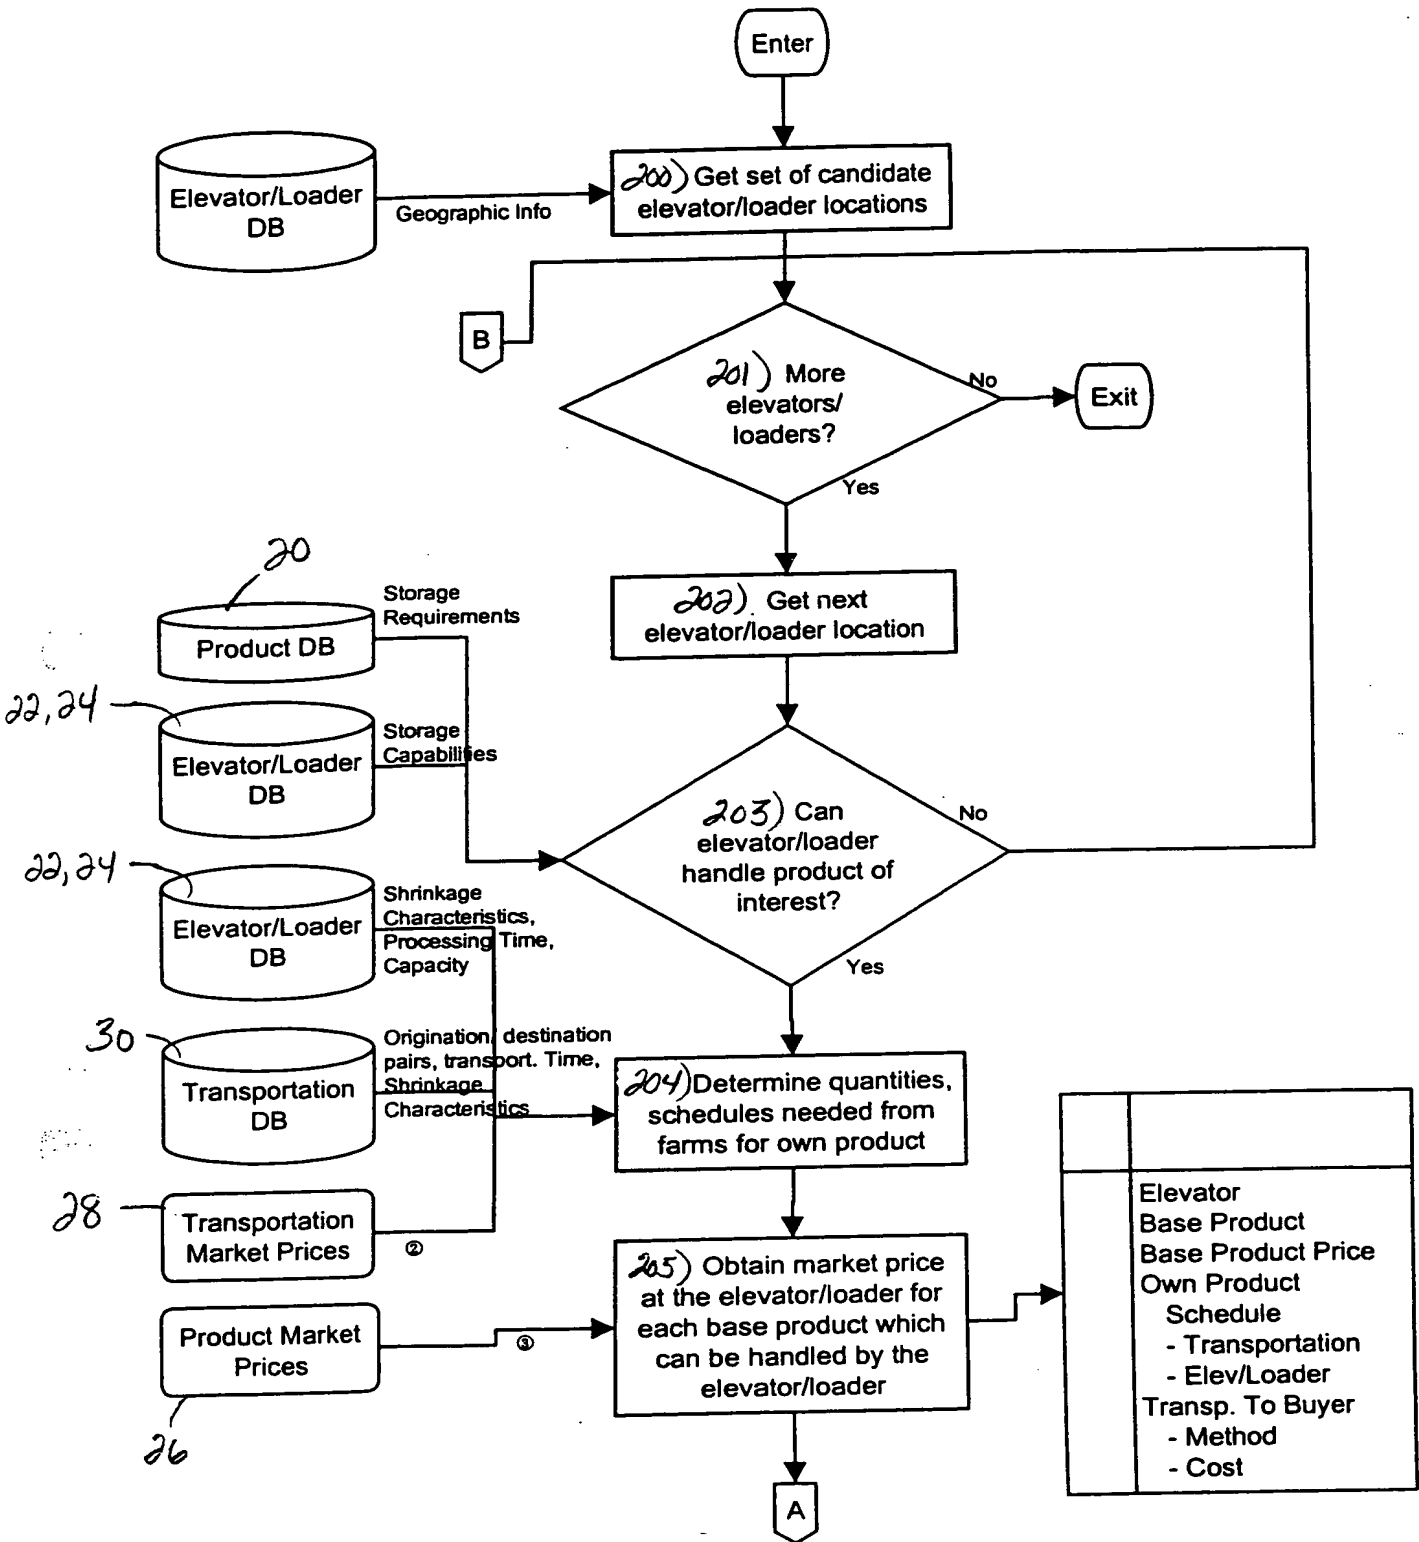 Enter
Elevator/Loader
DB
Geographic Info
200) Get set of candidate
elevator/loader locations
B
201) More
elevators/
loaders?
No
Exit
Yes
20
Product DB
Storage
Requirements
202). Get next
elevator/loader location
22,24
Elevator/Loader
DB
Storage
Capabilities
203) Can
elevator/loader
handle product of
interest?
No
Yes
22,24
Elevator/Loader
DB
Shrinkage
Characteristics,
Processing Time,
Capacity
30
Transportation
DB
Origination, destination
pairs, transport. Time,
Shrinkage
Characteristics
204) Determine quantities,
schedules needed from
farms for own product
28
Transportation
Market Prices
②
205) Obtain market price
at the elevator/loader for
each base product which
can be handled by the
elevator/loader
Product Market
Prices
③
26
Elevator
Base Product
Base Product Price
Own Product
Schedule
- Transportation
- Elev/Loader
Transp. To Buyer
- Method
- Cost
A